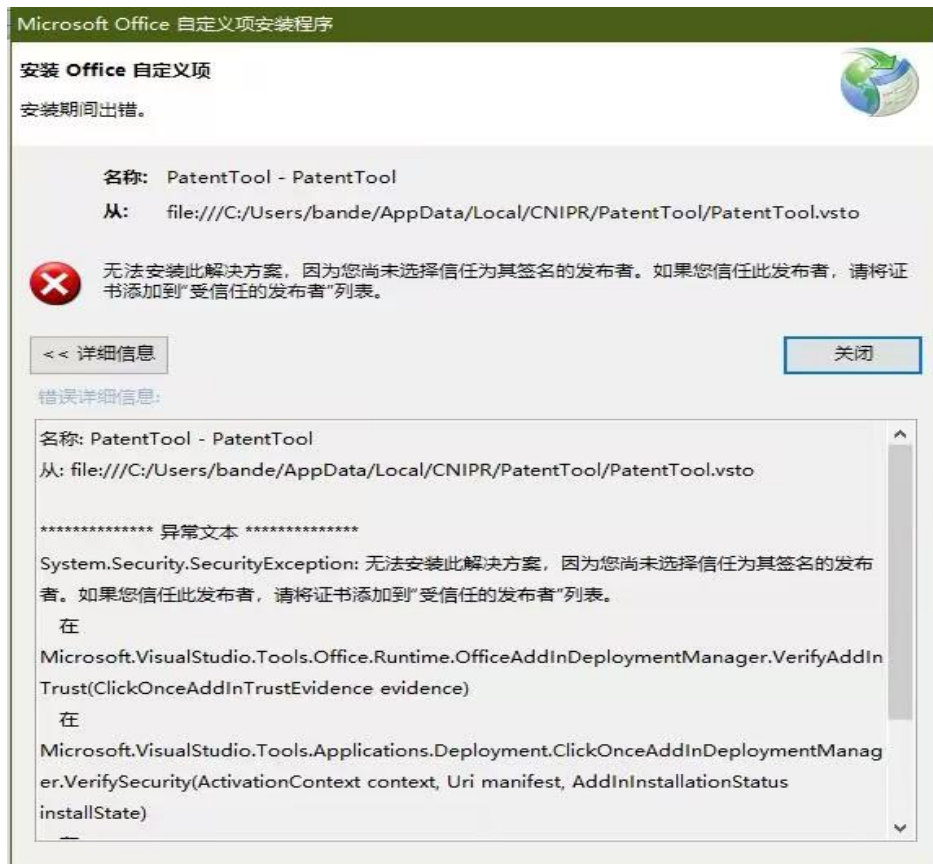 Microsoft Office 自定义项安装程序
安装 Office 自定义项
安装期间出错。
名称: PatentTool - PatentTool
从: file:///C:/Users/bande/AppData/Local/CNIPR/PatentTool/PatentTool.vsto
无法安装此解决方案，因为您尚未选择信任为其签名的发布者。如果您信任此发布者，请将证
书添加到"受信任的发布者"列表。
<< 详细信息
关闭
错误详细信息:
名称: PatentTool - PatentTool
从: file:///C:/Users/bande/AppData/Local/CNIPR/PatentTool/PatentTool.vsto
************** 异常文本 **************
System.Security.SecurityException: 无法安装此解决方案，因为您尚未选择信任为其签名的发布
者。如果您信任此发布者，请将证书添加到"受信任的发布者"列表。
在
Microsoft.VisualStudio.Tools.Office.Runtime.OfficeAddInDeploymentManager.VerifyAddIn
Trust(ClickOnceAddInTrustEvidence evidence)
在
Microsoft.VisualStudio.Tools.Applications.Deployment.ClickOnceAddInDeploymentManag
er.VerifySecurity(ActivationContext context, Uri manifest, AddInInstallationStatus
installState)